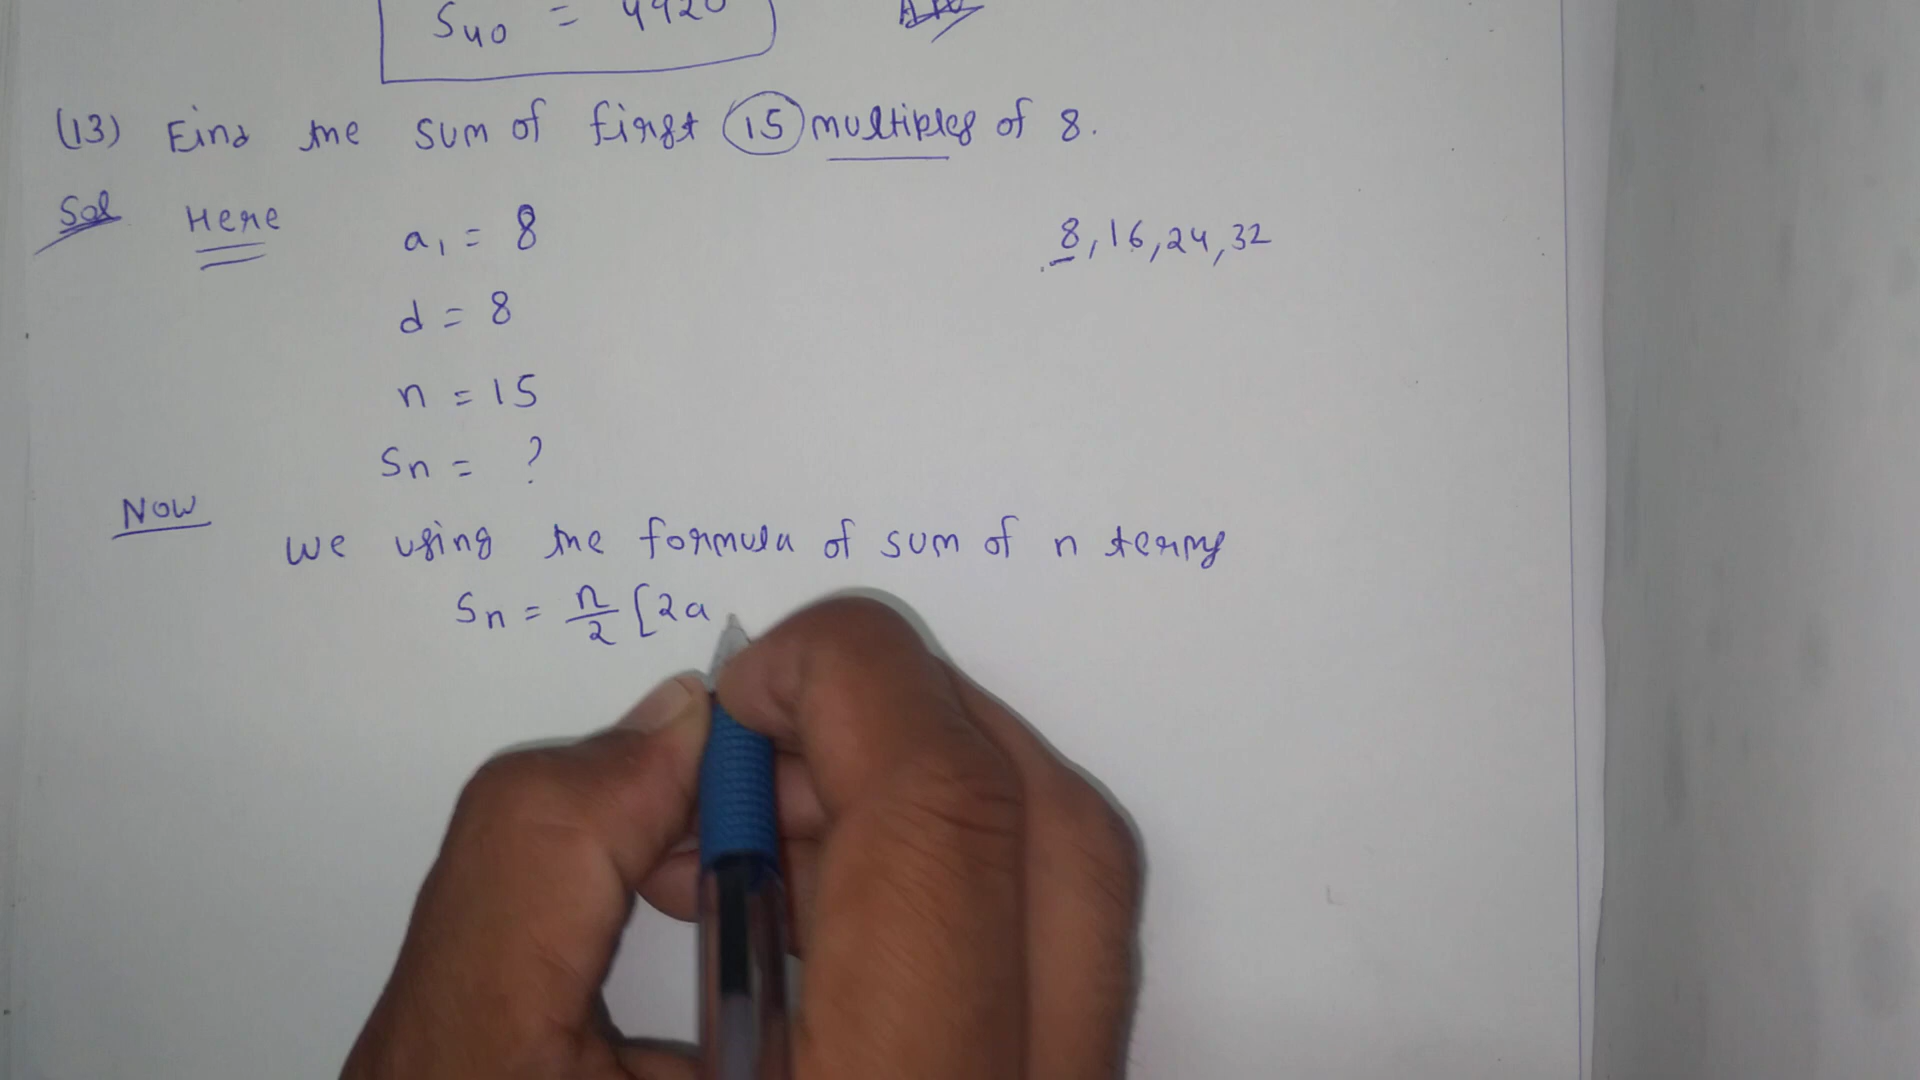 S40 = 4920
(13) Find the sum of first 15 multiples of 8.
Sol Here a1 = 8
8, 16, 24, 32
d = 8
n = 15
Sn = ?
Now
We using the formula of sum of n terms
Sn = n/2 [2a